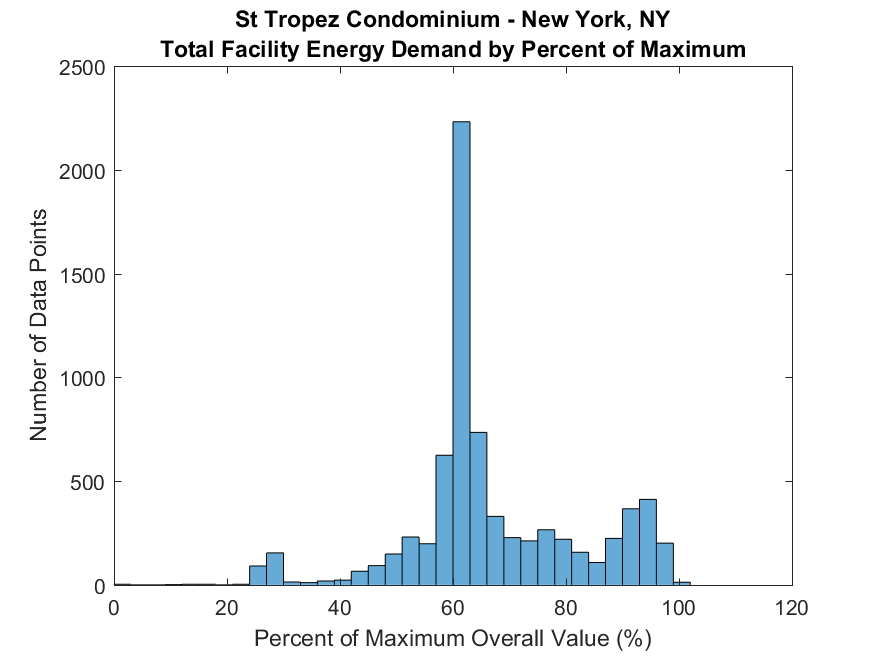 St Tropez Condominium - New York, NY
Total Facility Energy Demand by Percent of Maximum
2500
2000
1500
1000
500
0
Number of Data Points
0 20 40 60 80 100 120
Percent of Maximum Overall Value (%)